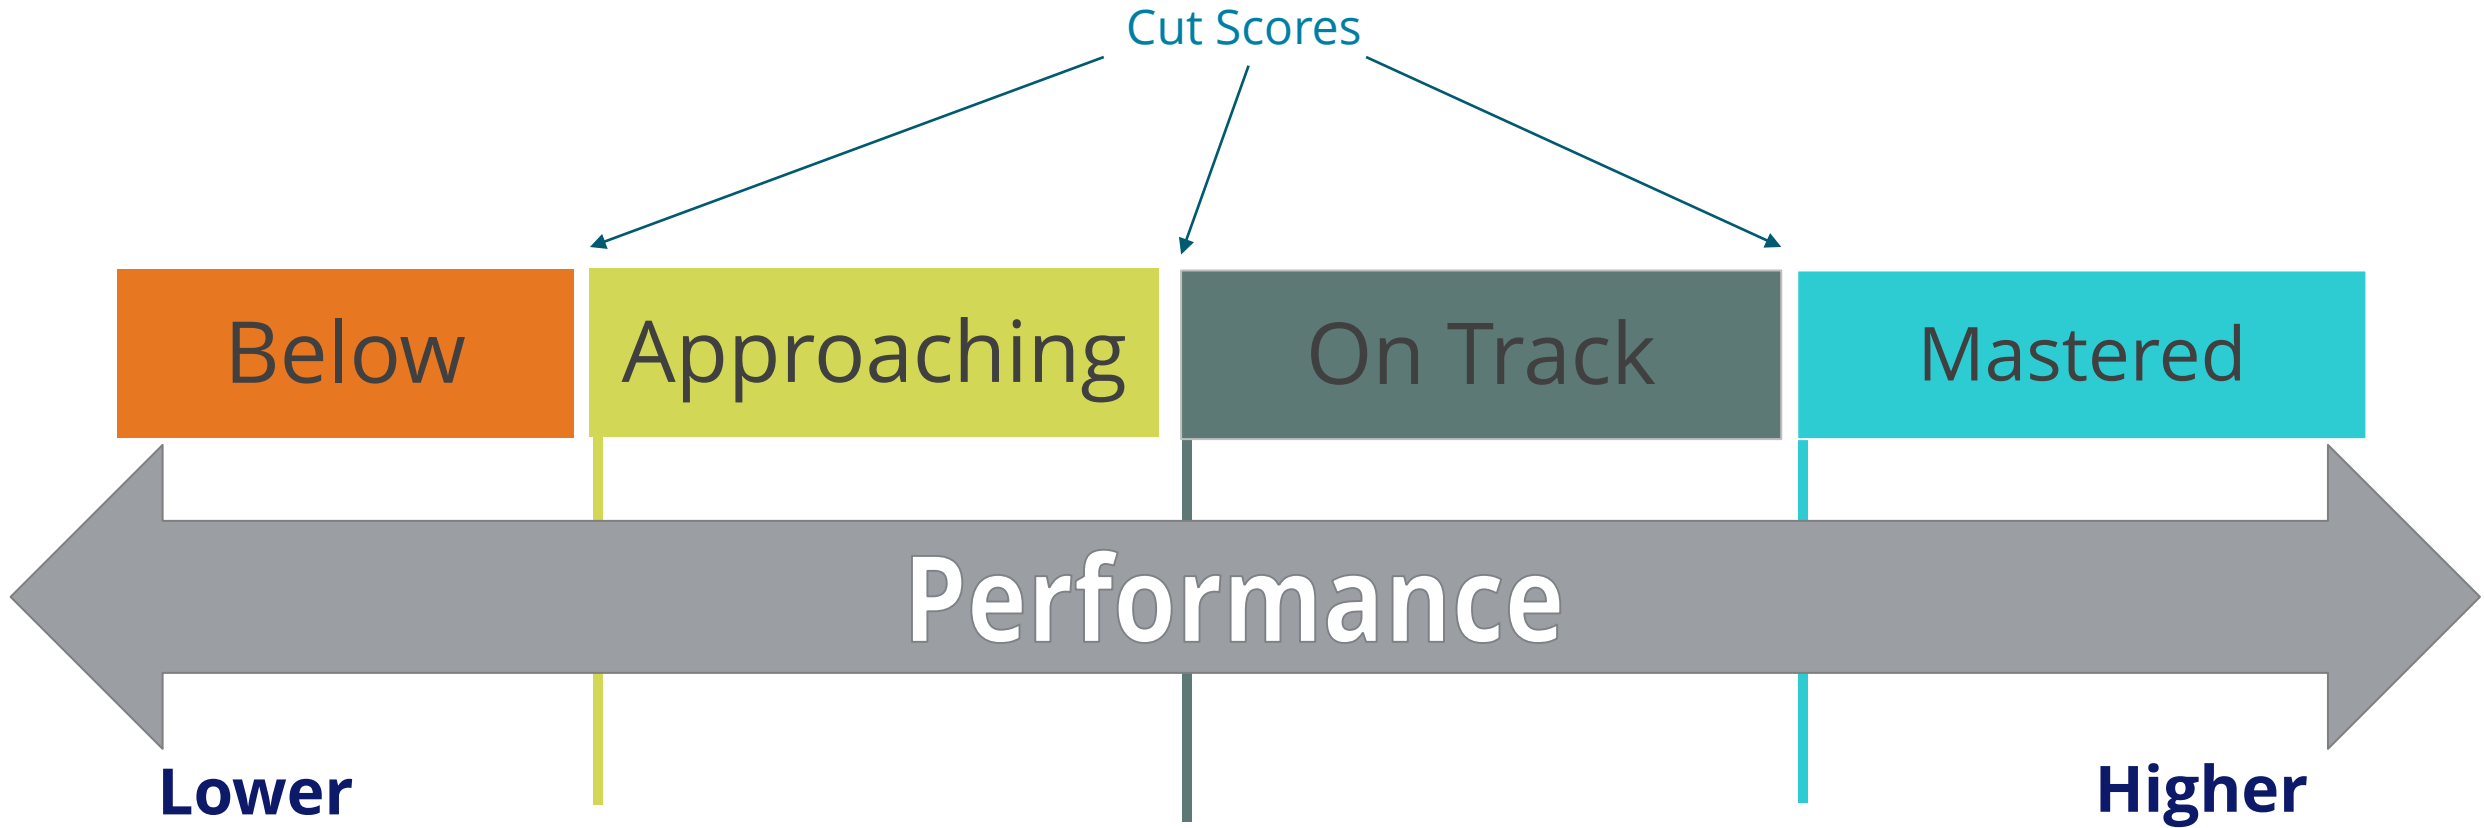 Cut Scores
Below
Approaching
On Track
Mastered
Performance
Lower
Higher